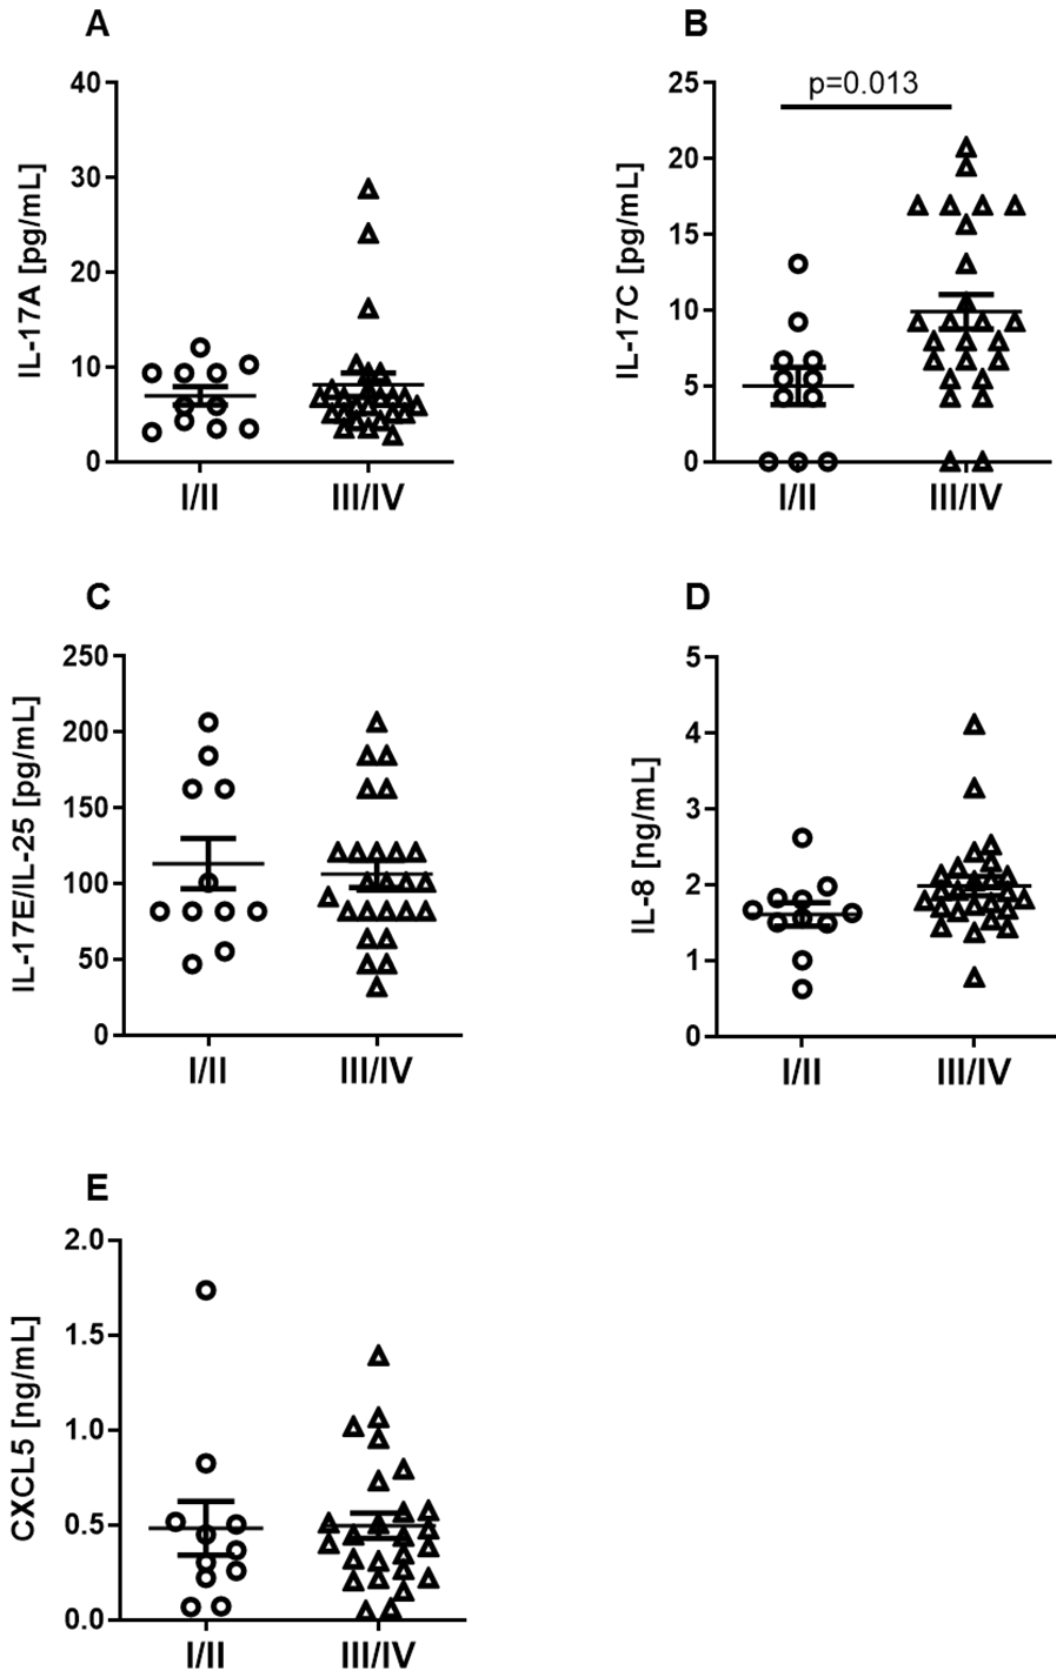 A
IL-17A [pg/mL]
40
30
20
10
0
I/II
III/IV
B
IL-17C [pg/mL]
25
20
15
10
5
0
p=0.013
I/II
III/IV
C
IL-17E/IL-25 [pg/mL]
250
200
150
100
50
0
I/II
III/IV
D
IL-8 [ng/mL]
5
4
3
2
1
0
I/II
III/IV
E
CXCL5 [ng/mL]
2.0
1.5
1.0
0.5
0.0
I/II
III/IV